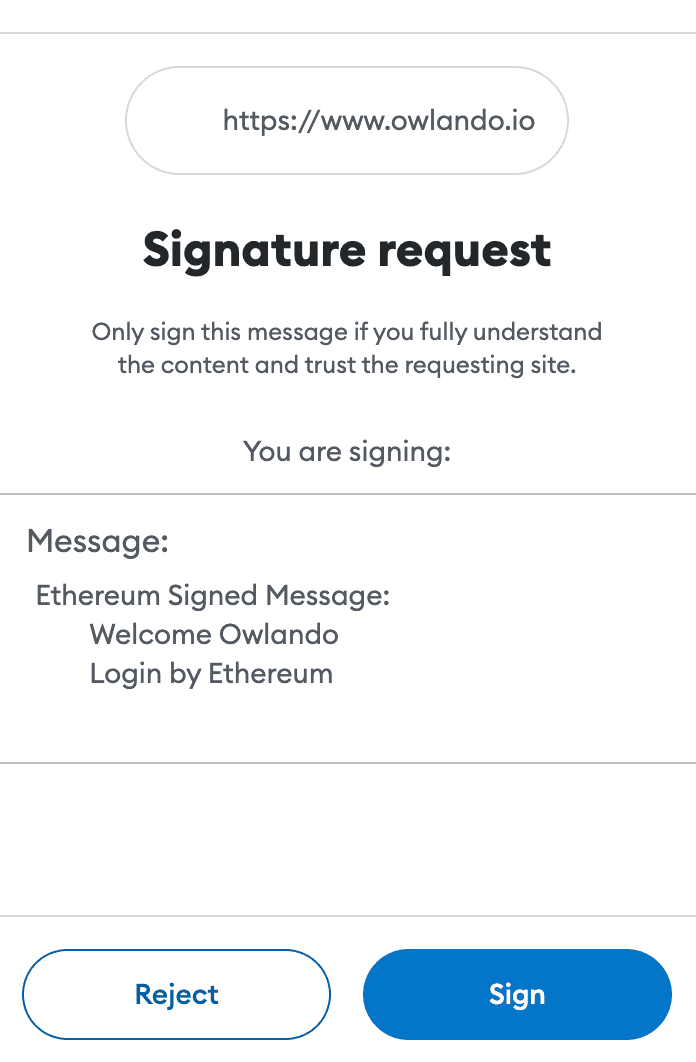 https://www.owlando.io
Signature request
Only sign this message if you fully understand
the content and trust the requesting site.
You are signing:
Message:
Ethereum Signed Message:
Welcome Owlando
Login by Ethereum
Reject
Sign